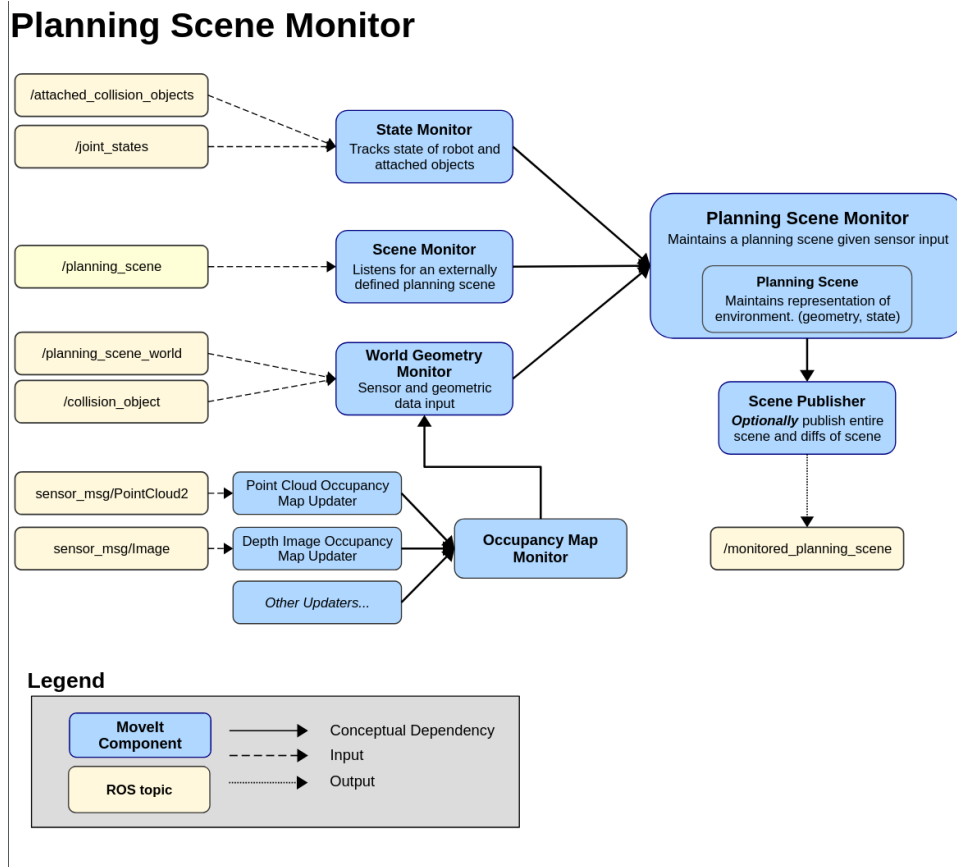 Planning Scene Monitor
/attached_collision_objects
/joint_states
State Monitor
Tracks state of robot and
attached objects
/planning_scene
Scene Monitor
Listens for an externally
defined planning scene
/planning_scene_world
/collision_object
World Geometry
Monitor
Sensor and geometric
data input
Planning Scene Monitor
Maintains a planning scene given sensor input
Planning Scene
Maintains representation of
environment. (geometry, state)
Scene Publisher
Optionally publish entire
scene and diffs of scene
/monitored_planning_scene
sensor_msg/PointCloud2
Point Cloud Occupancy
Map Updater
sensor_msg/Image
Depth Image Occupancy
Map Updater
Other Updaters...
Occupancy Map
Monitor
Legend
MoveIt
Component
ROS topic
Conceptual Dependency
Input
Output